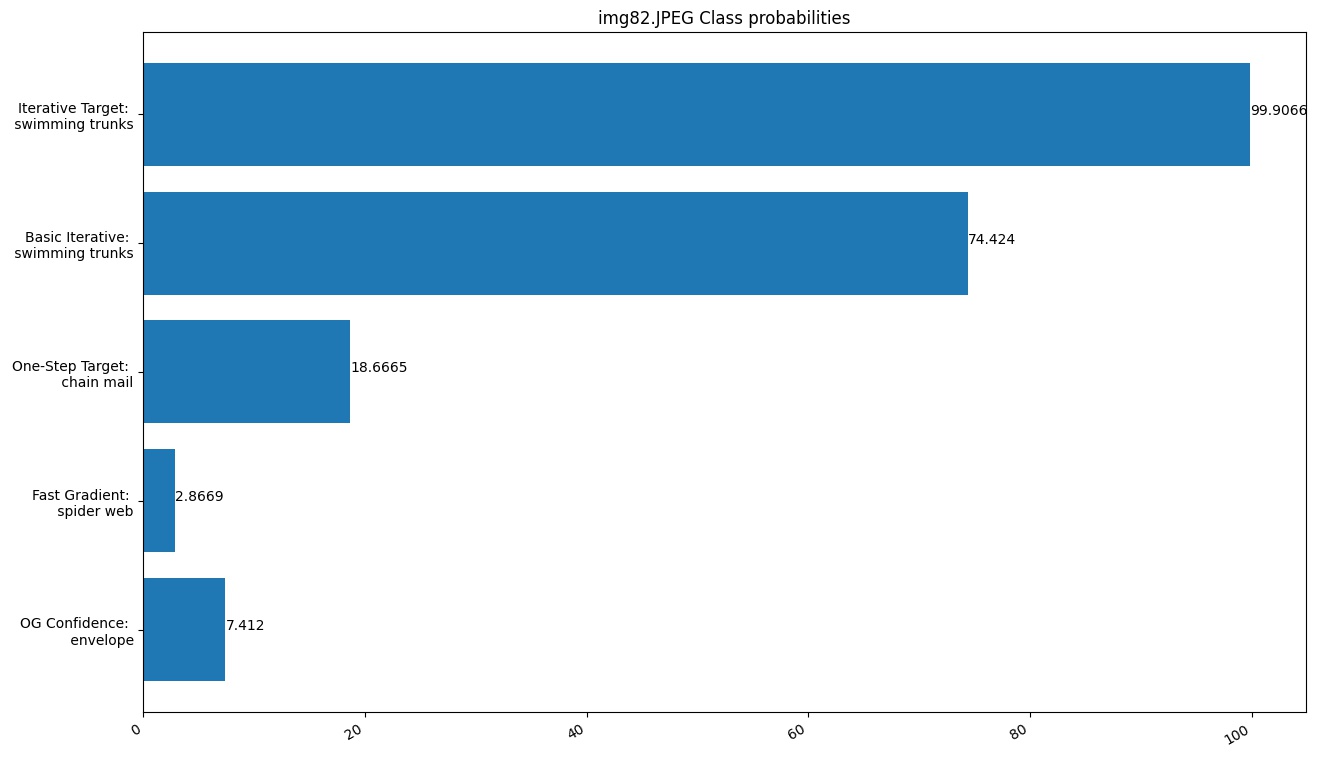 img82.JPEG Class probabilities
Iterative Target:
swimming trunks
99.9066
Basic Iterative:
swimming trunks
74.424
One-Step Target:
chain mail
18.6665
Fast Gradient:
spider web
2.8669
OG Confidence:
envelope
7.412
0
20
40
60
80
100